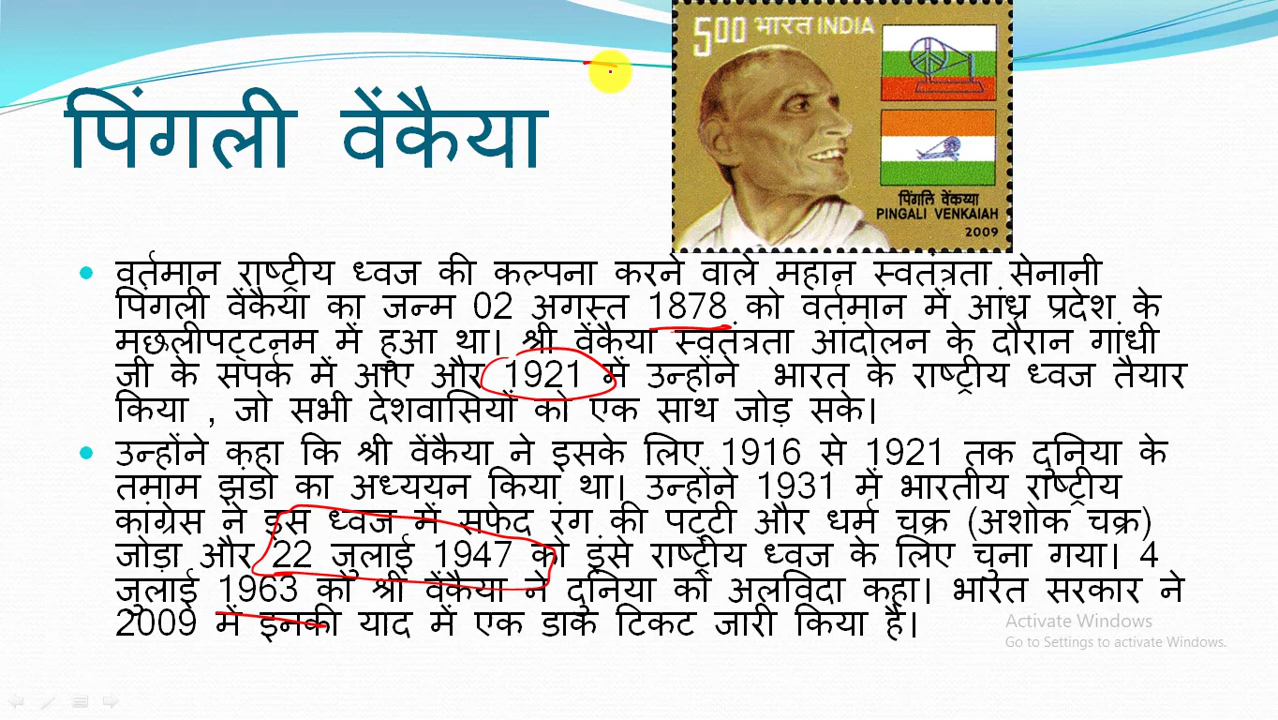 5.00 भारत INDIA
पिंगली वेंकैया
पिंगलि वेंकय्या
PINGALI VENKAIAH
2009
वर्तमान राष्ट्रीय ध्वज की कल्पना करने वाले महान स्वतंत्रता सेनानी
पिंगली वेंकैया का जन्म 02 अगस्त 1878 को वर्तमान में आंध्र प्रदेश के
मछलीपट्टनम में हुआ था। श्री वेंकैया स्वतंत्रता आंदोलन के दौरान गांधी
जी के संपर्क में आए और 1921 में उन्होंने भारत के राष्ट्रीय ध्वज तैयार
किया , जो सभी देशवासियों को एक साथ जोड़ सके।
उन्होंने कहा कि श्री वेंकैया ने इसके लिए 1916 से 1921 तक दुनिया के
तमाम झंडो का अध्ययन किया था। उन्होंने 1931 में भारतीय राष्ट्रीय
कांग्रेस ने इस ध्वज में सफेद रंग की पट्टी और धर्म चक्र (अशोक चक्र)
जोड़ा और 22 जुलाई 1947 को इसे राष्ट्रीय ध्वज के लिए चुना गया। 4
जुलाई 1963 को श्री वेंकैया ने दुनिया को अलविदा कहा। भारत सरकार ने
2009 में इनकी याद में एक डाक टिकट जारी किया है।
Activate Windows
Go to Settings to activate Windows.